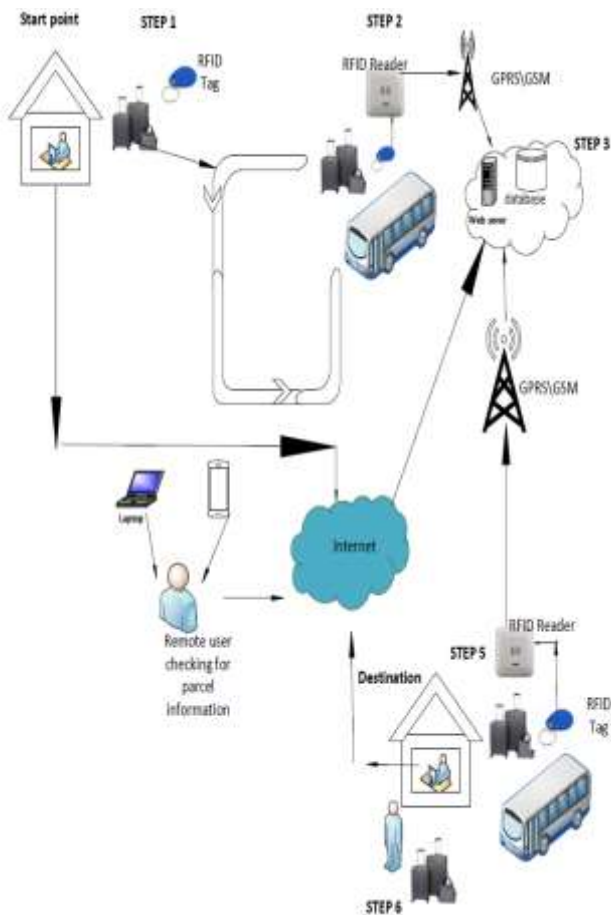 Start point
STEP 1
STEP 2
RFID
Tag
RFID Reader
GPRS\GSM
STEP 3
database
Web sever
GPRS\GSM
Laptop
Internet
Remote user
checking for
parcel
information
RFID Reader
STEP 5
Destination
RFID
Tag
STEP 6